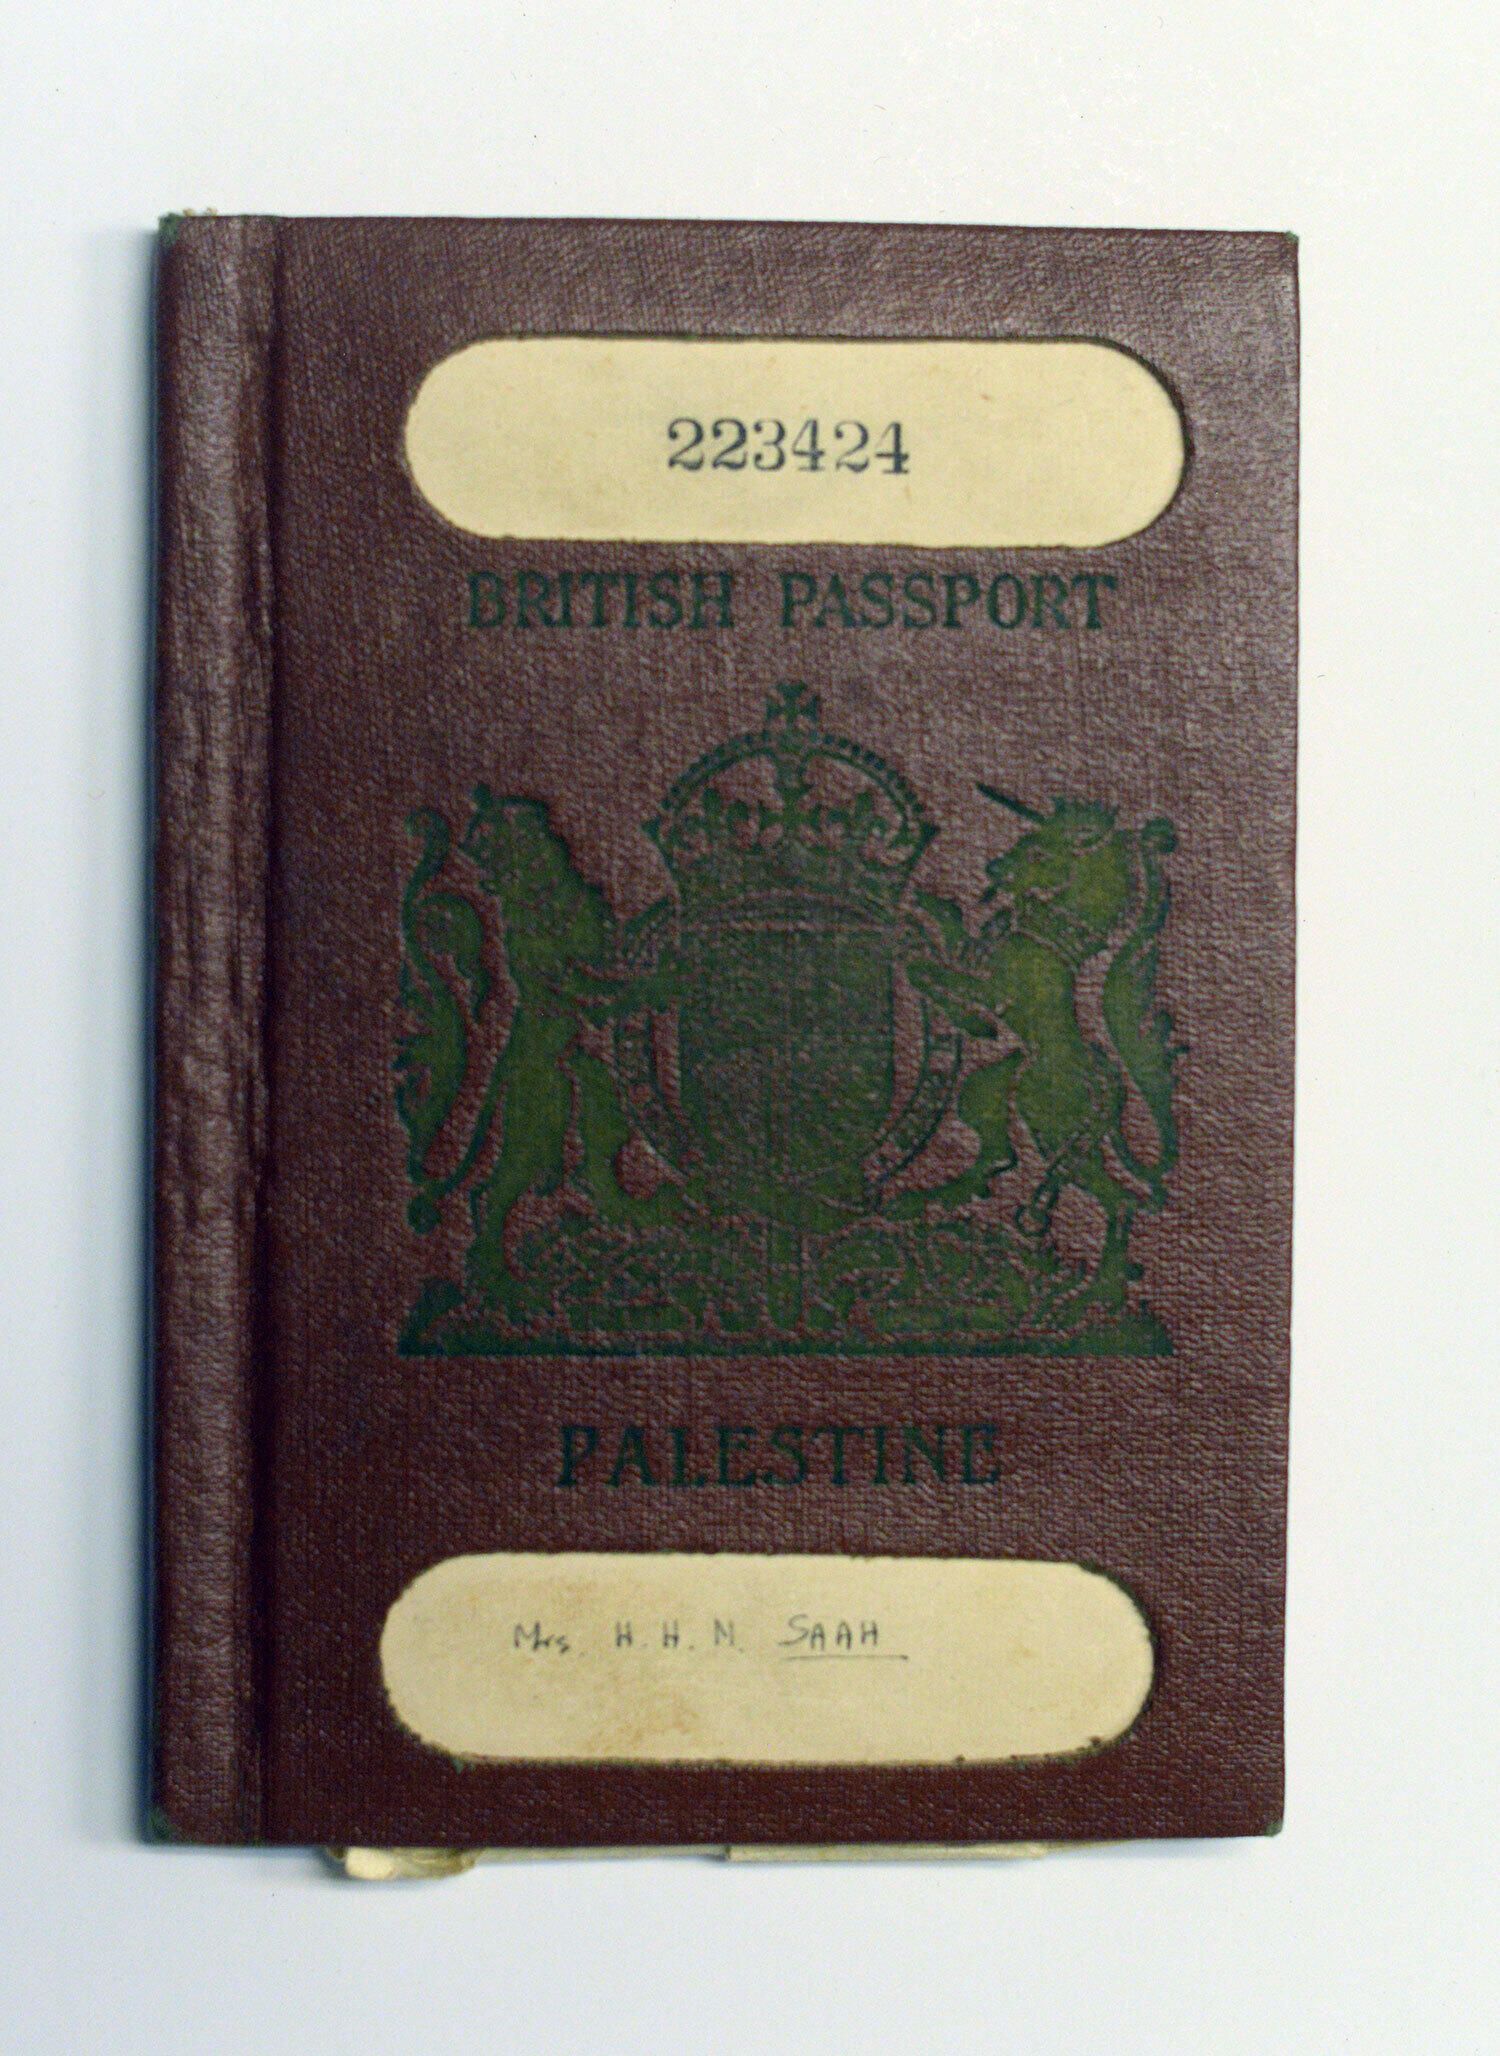 223424
BRITISH PASSPORT
PALESTINE
Mrs. H. H. N. SAAH